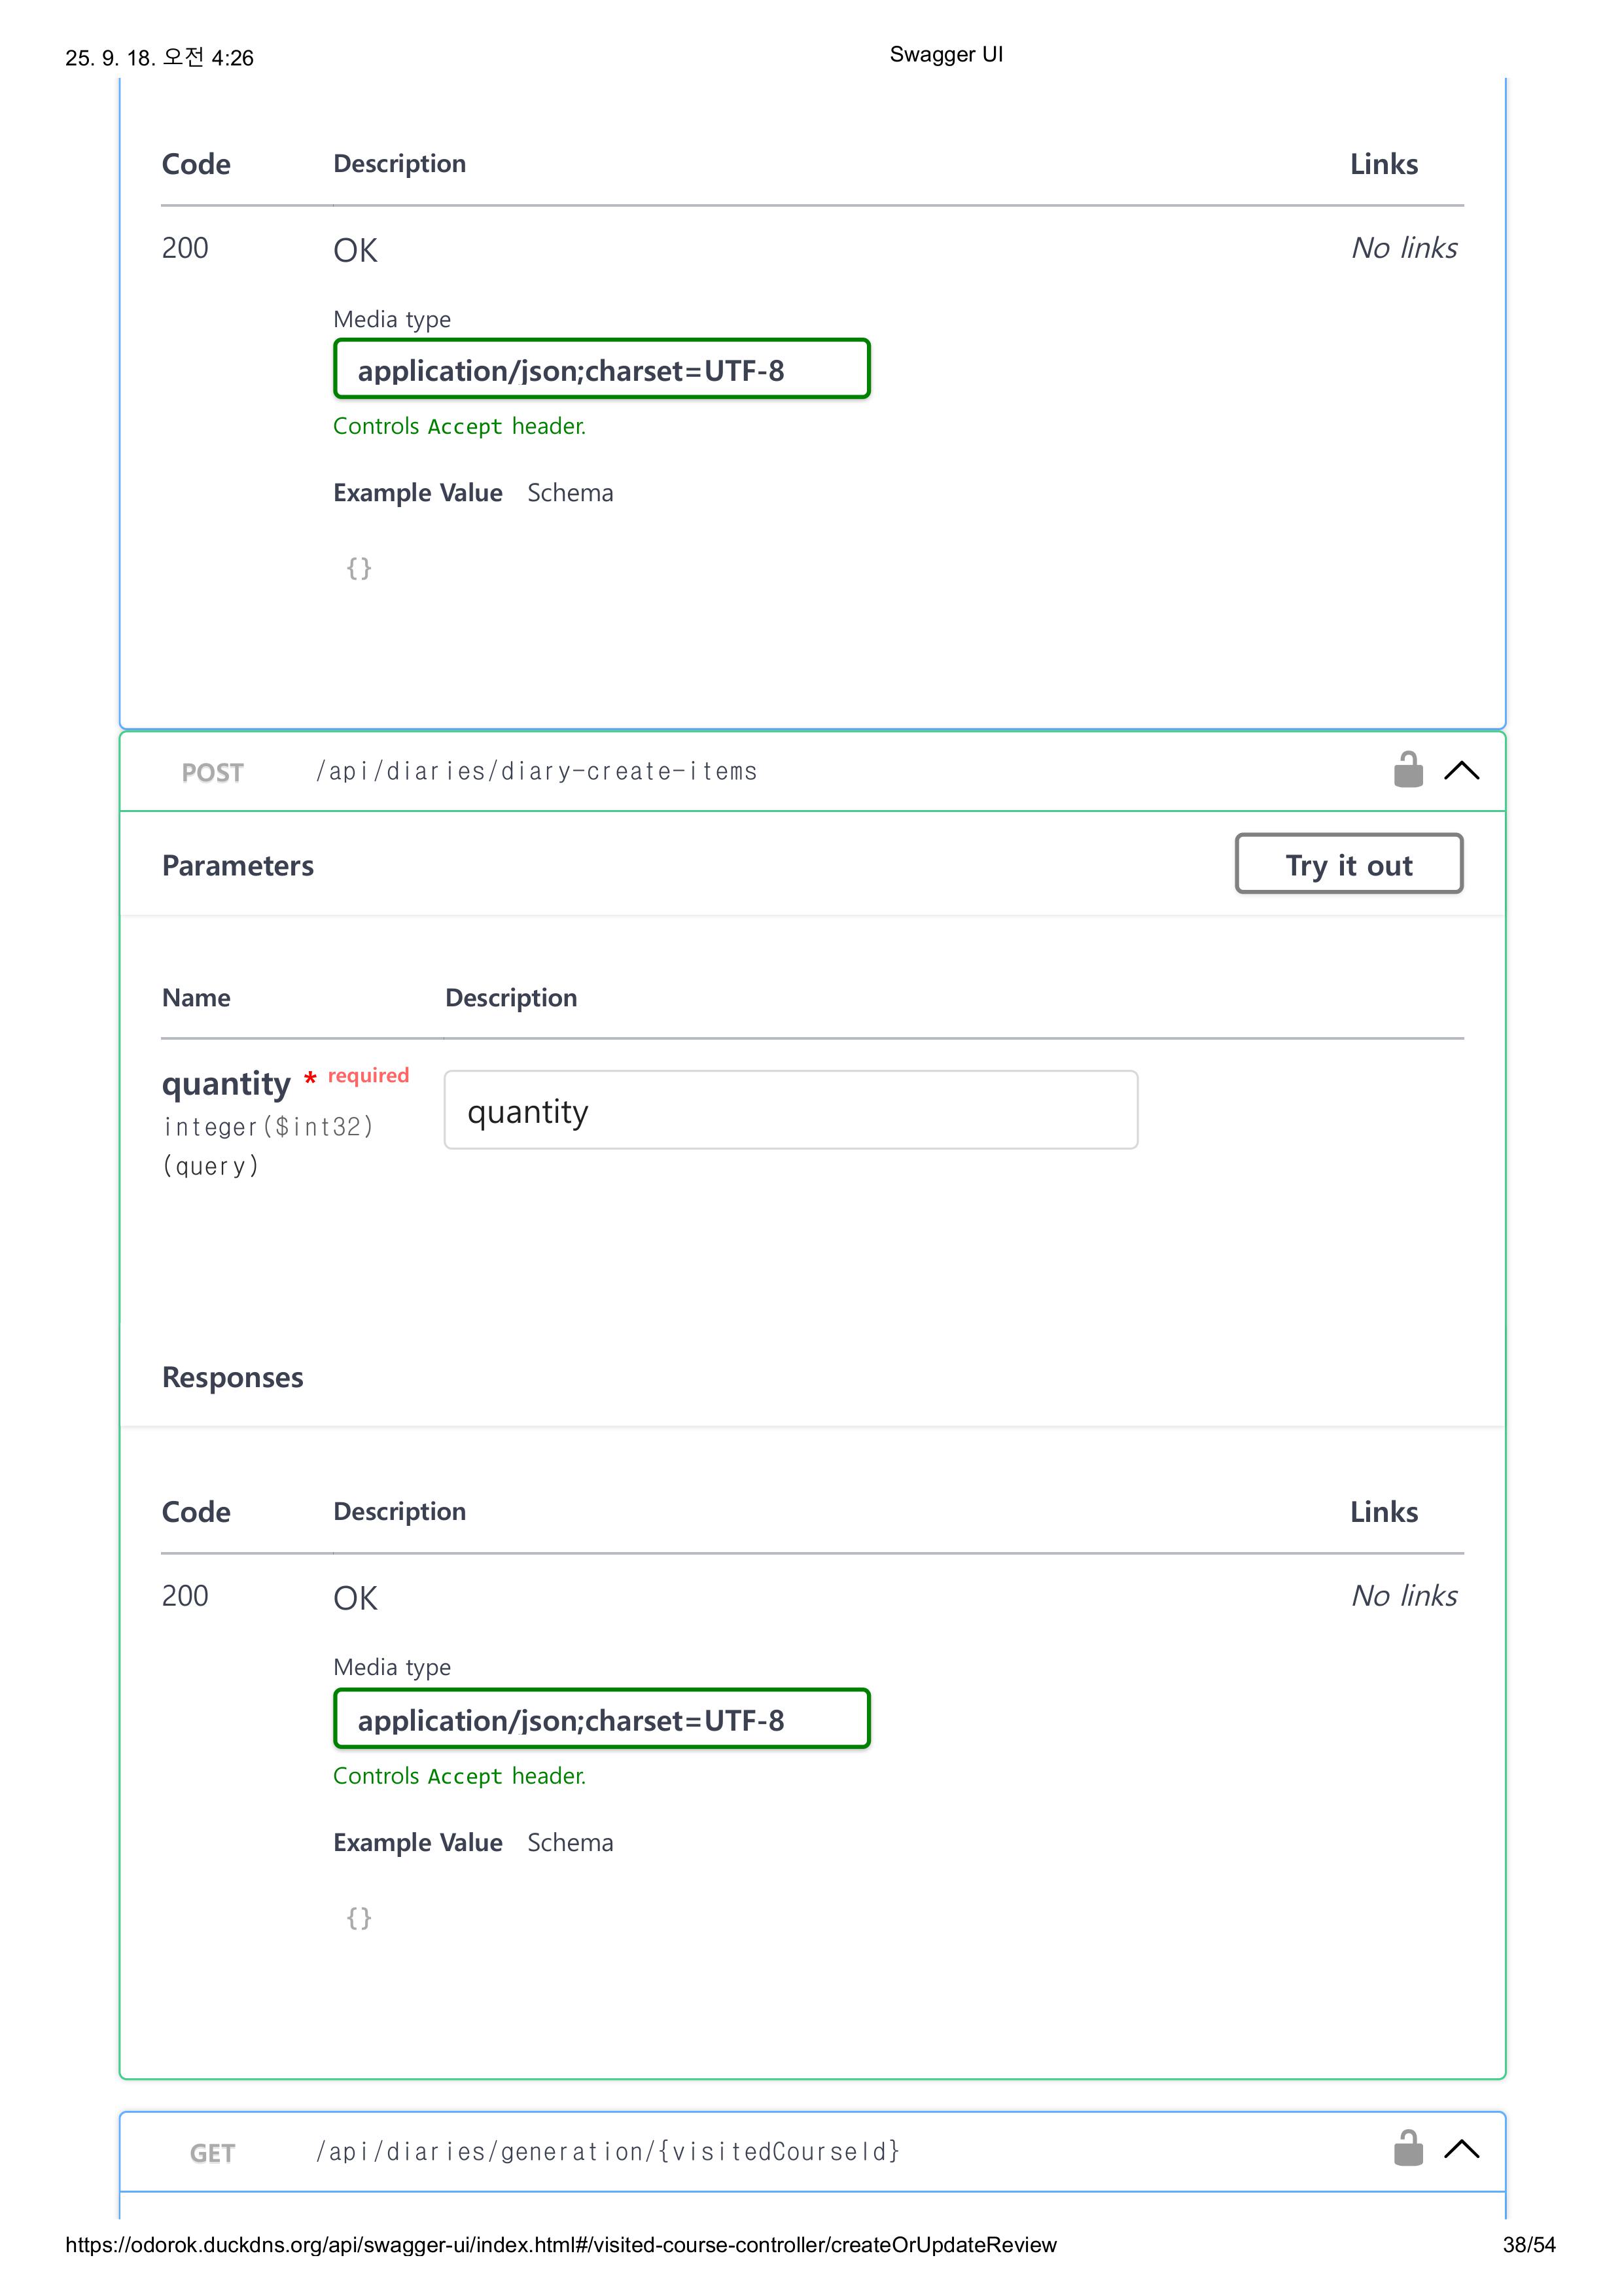 25. 9. 18. 오전 4:26 Swagger UI
Code Description Links
200 OK No links
Media type
application/json;charset=UTF-8
Controls Accept header.
Example Value Schema
{}
POST /api/diaries/diary-create-items
Parameters Try it out
Name Description
quantity * required
integer($int32)
(query)
quantity
Responses
Code Description Links
200 OK No links
Media type
application/json;charset=UTF-8
Controls Accept header.
Example Value Schema
{}
GET /api/diaries/generation/{visitedCourseId}
https://odorok.duckdns.org/api/swagger-ui/index.html#/visited-course-controller/createOrUpdateReview 38/54